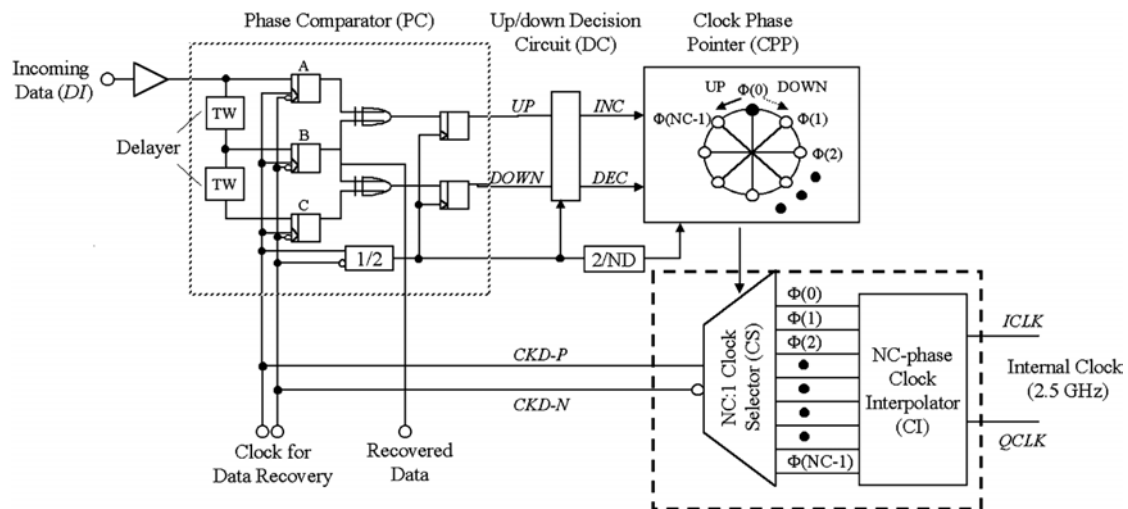 Phase Comparator (PC)
Up/down Decision
Circuit (DC)
Clock Phase
Pointer (CPP)
Incoming
Data (DI)
A
TW
Delayer
B
TW
C
1/2
UP
DOWN
INC
DEC
2/ND
UP
Φ(0)
DOWN
Φ(NC-1)
Φ(1)
Φ(2)
CKD-P
CKD-N
Clock for
Data Recovery
Recovered
Data
NC:1 Clock
Selector (CS)
Φ(0)
Φ(1)
Φ(2)
Φ(NC-1)
NC-phase
Clock
Interpolator
(CI)
ICLK
Internal Clock
(2.5 GHz)
QCLK